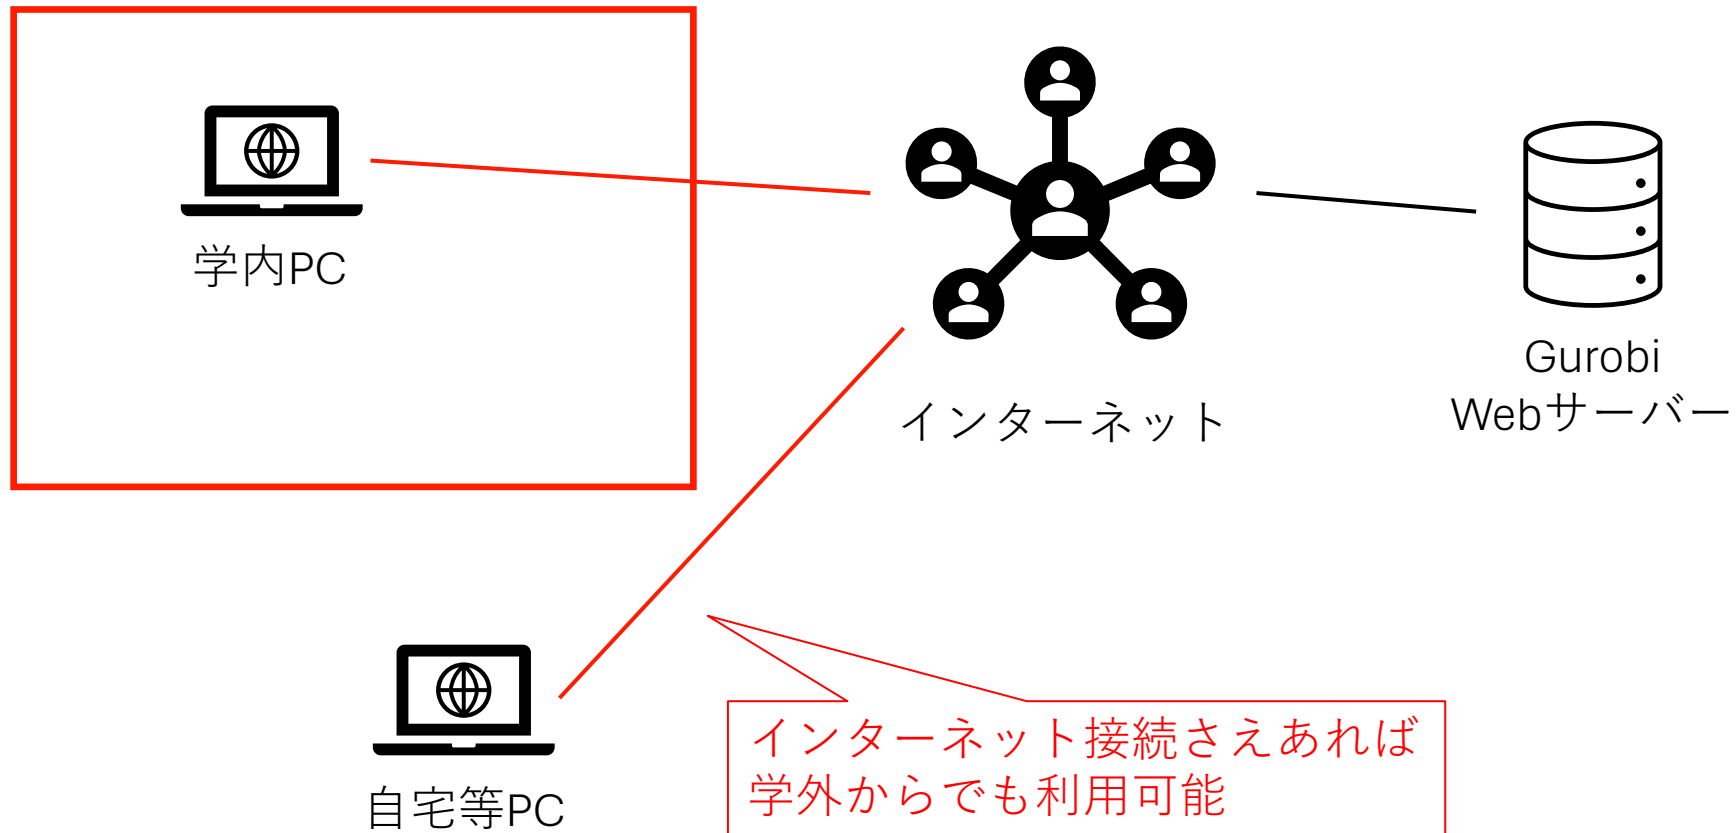 学内PC
インターネット
Gurobi
Webサーバー
自宅等PC
インターネット接続さえあれば
学外からでも利用可能